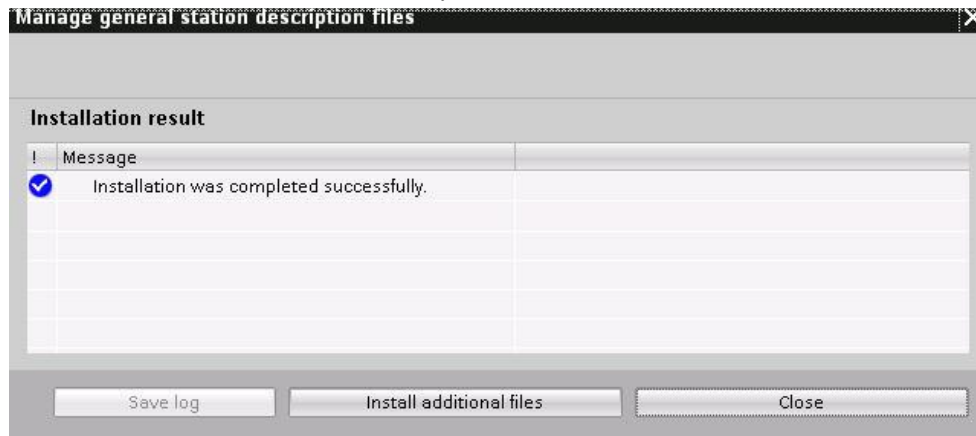 Manage general station description files
Installation result
! Message
Installation was completed successfully.
Save log Install additional files Close